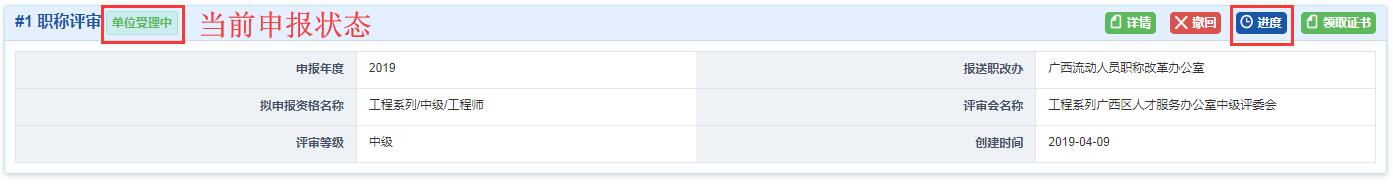 #1 职称评审 单位受理中 当前申报状态 详情 撤回 进度 领取证书
申报年度 2019 报送职改办 广西流动人员职称改革办公室
拟申报资格名称 工程系列/中级/工程师 评审会名称 工程系列广西区人才服务办公室中级评委会
评审等级 中级 创建时间 2019-04-09